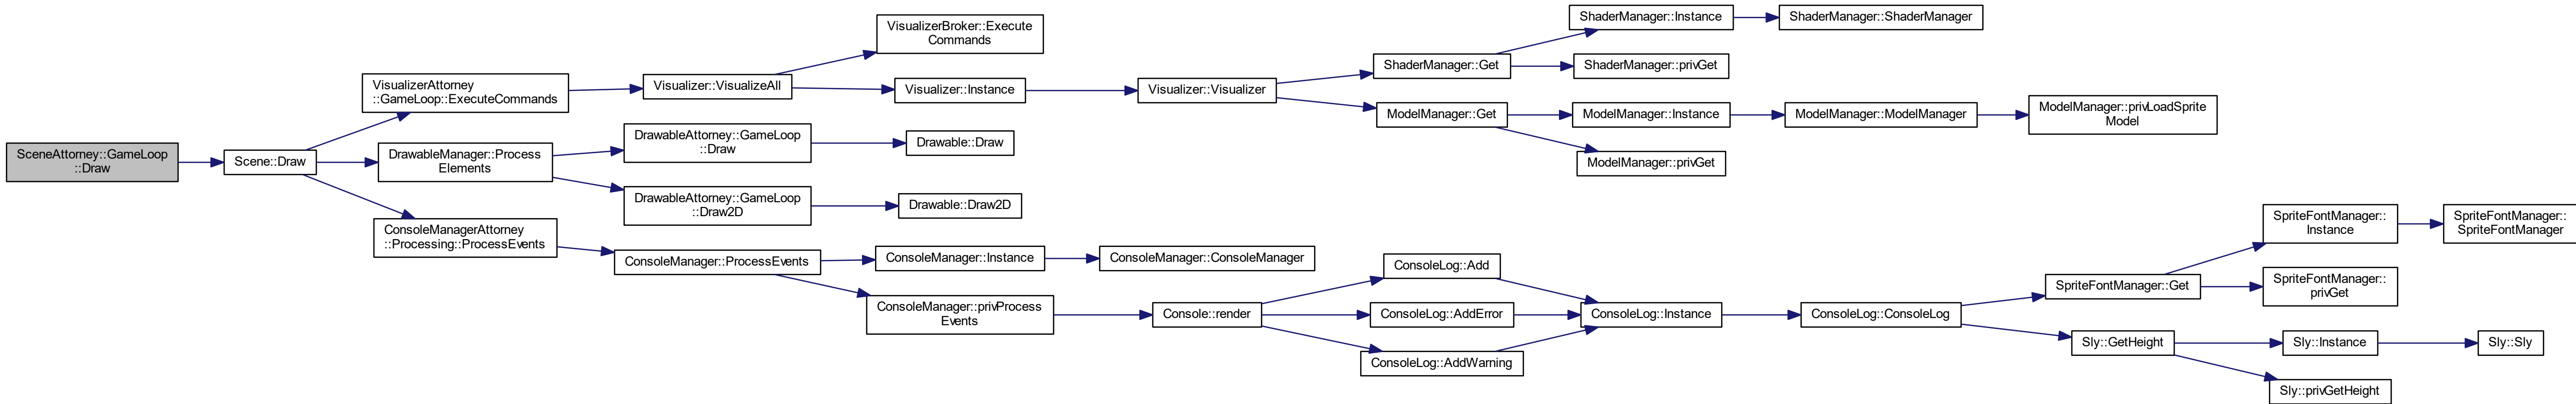 SceneAttorney::GameLoop
::Draw
Scene::Draw
VisualizerAttorney
::GameLoop::ExecuteCommands
Visualizer::VisualizeAll
VisualizerBroker::Execute
Commands
Visualizer::Instance
Visualizer::Visualizer
ShaderManager::Get
ShaderManager::Instance
ShaderManager::ShaderManager
ShaderManager::privGet
ModelManager::Get
ModelManager::Instance
ModelManager::ModelManager
ModelManager::privLoadSprite
Model
ModelManager::privGet
DrawableManager::Process
Elements
DrawableAttorney::GameLoop
::Draw
Drawable::Draw
DrawableAttorney::GameLoop
::Draw2D
Drawable::Draw2D
ConsoleManagerAttorney
::Processing::ProcessEvents
ConsoleManager::ProcessEvents
ConsoleManager::Instance
ConsoleManager::ConsoleManager
ConsoleManager::privProcess
Events
Console::render
ConsoleLog::Add
ConsoleLog::AddError
ConsoleLog::AddWarning
ConsoleLog::Instance
ConsoleLog::ConsoleLog
SpriteFontManager::Get
SpriteFontManager::
Instance
SpriteFontManager::
SpriteFontManager
SpriteFontManager::
privGet
Sly::GetHeight
Sly::Instance
Sly::Sly
Sly::privGetHeight